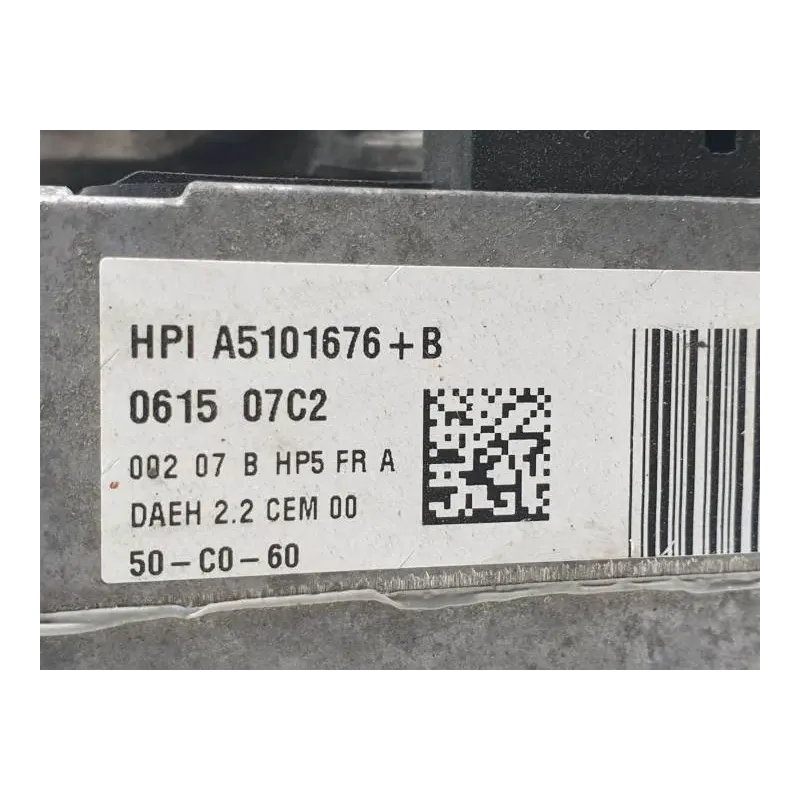 HPI A5101676+B
0615 07C2
002 07 B HP5 FR A
DAEH 2.2 CEM 00
50-C0-60